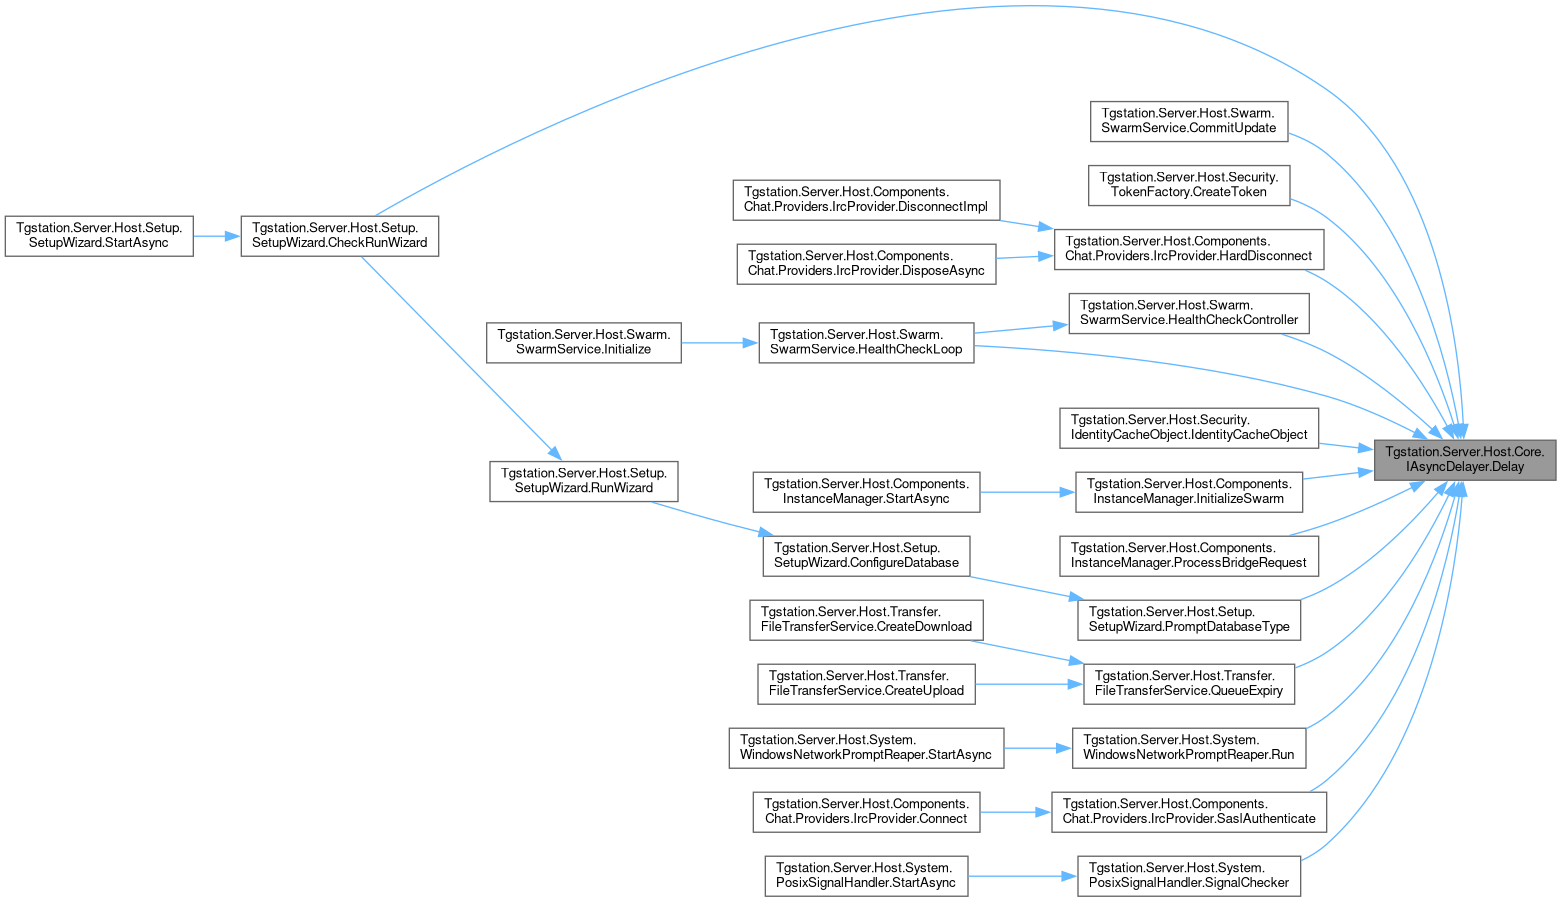 Tgstation.Server.Host.Swarm.
SwarmService.CommitUpdate
Tgstation.Server.Host.Security.
TokenFactory.CreateToken
Tgstation.Server.Host.Components.
Chat.Providers.IrcProvider.DisconnectImpl
Tgstation.Server.Host.Setup.
SetupWizard.StartAsync
Tgstation.Server.Host.Setup.
SetupWizard.CheckRunWizard
Tgstation.Server.Host.Components.
Chat.Providers.IrcProvider.HardDisconnect
Tgstation.Server.Host.Components.
Chat.Providers.IrcProvider.DisposeAsync
Tgstation.Server.Host.Swarm.
SwarmService.HealthCheckController
Tgstation.Server.Host.Swarm.
SwarmService.Initialize
Tgstation.Server.Host.Swarm.
SwarmService.HealthCheckLoop
Tgstation.Server.Host.Security.
IdentityCacheObject.IdentityCacheObject
Tgstation.Server.Host.Core.
IAsyncDelayer.Delay
Tgstation.Server.Host.Setup.
SetupWizard.RunWizard
Tgstation.Server.Host.Components.
InstanceManager.StartAsync
Tgstation.Server.Host.Components.
InstanceManager.InitializeSwarm
Tgstation.Server.Host.Setup.
SetupWizard.ConfigureDatabase
Tgstation.Server.Host.Components.
InstanceManager.ProcessBridgeRequest
Tgstation.Server.Host.Transfer.
FileTransferService.CreateDownload
Tgstation.Server.Host.Setup.
SetupWizard.PromptDatabaseType
Tgstation.Server.Host.Transfer.
FileTransferService.CreateUpload
Tgstation.Server.Host.Transfer.
FileTransferService.QueueExpiry
Tgstation.Server.Host.System.
WindowsNetworkPromptReaper.StartAsync
Tgstation.Server.Host.System.
WindowsNetworkPromptReaper.Run
Tgstation.Server.Host.Components.
Chat.Providers.IrcProvider.Connect
Tgstation.Server.Host.Components.
Chat.Providers.IrcProvider.SaslAuthenticate
Tgstation.Server.Host.System.
PosixSignalHandler.StartAsync
Tgstation.Server.Host.System.
PosixSignalHandler.SignalChecker